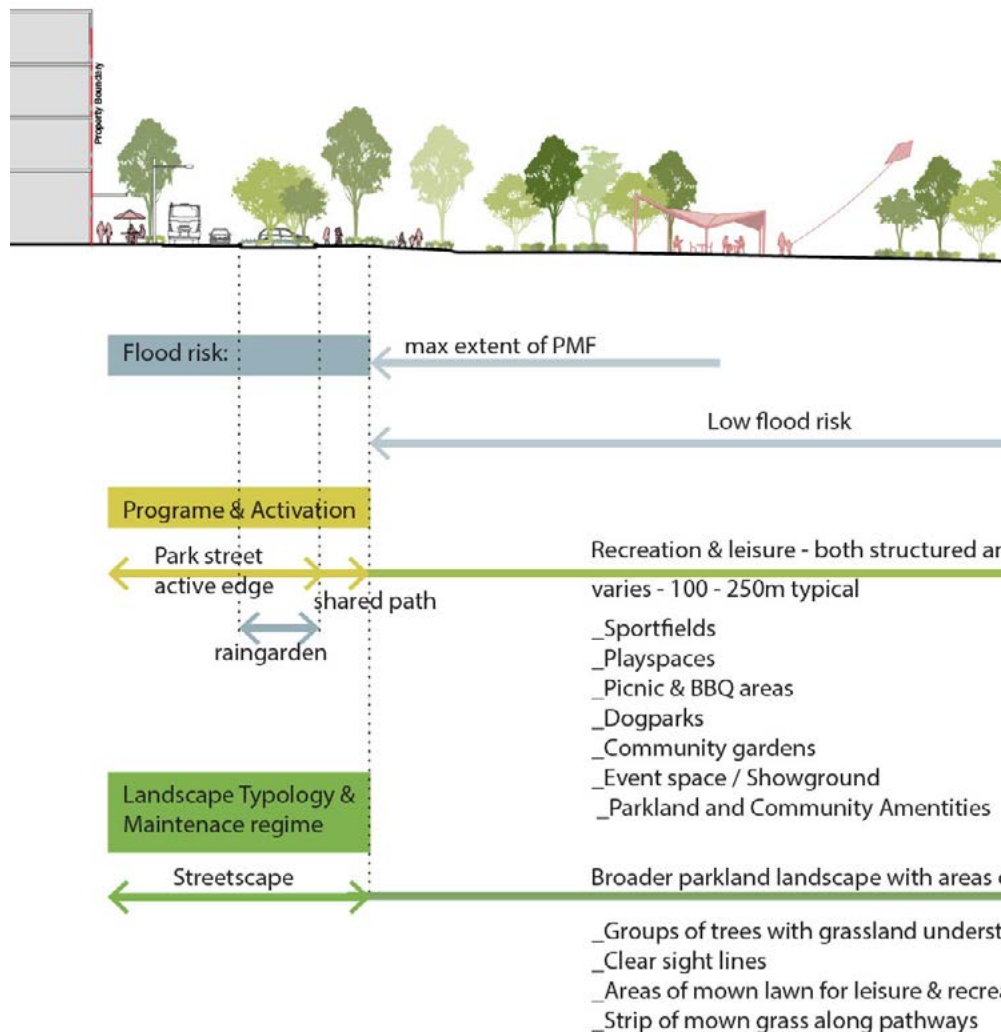 Property Boundary
Flood risk:
max extent of PMF
Low flood risk
Programe & Activation
Park street
active edge
shared path
raingarden
Recreation & leisure - both structured ar
varies - 100 - 250m typical
_Sportfields
_Playspaces
_Picnic & BBQ areas
_Dogparks
_Community gardens
_Event space / Showground
_Parkland and Community Amentities
Landscape Typology &
Maintenace regime
Streetscape
Broader parkland landscape with areas
_Groups of trees with grassland underst
_Clear sight lines
_Areas of mown lawn for leisure & recrea
_Strip of mown grass along pathways